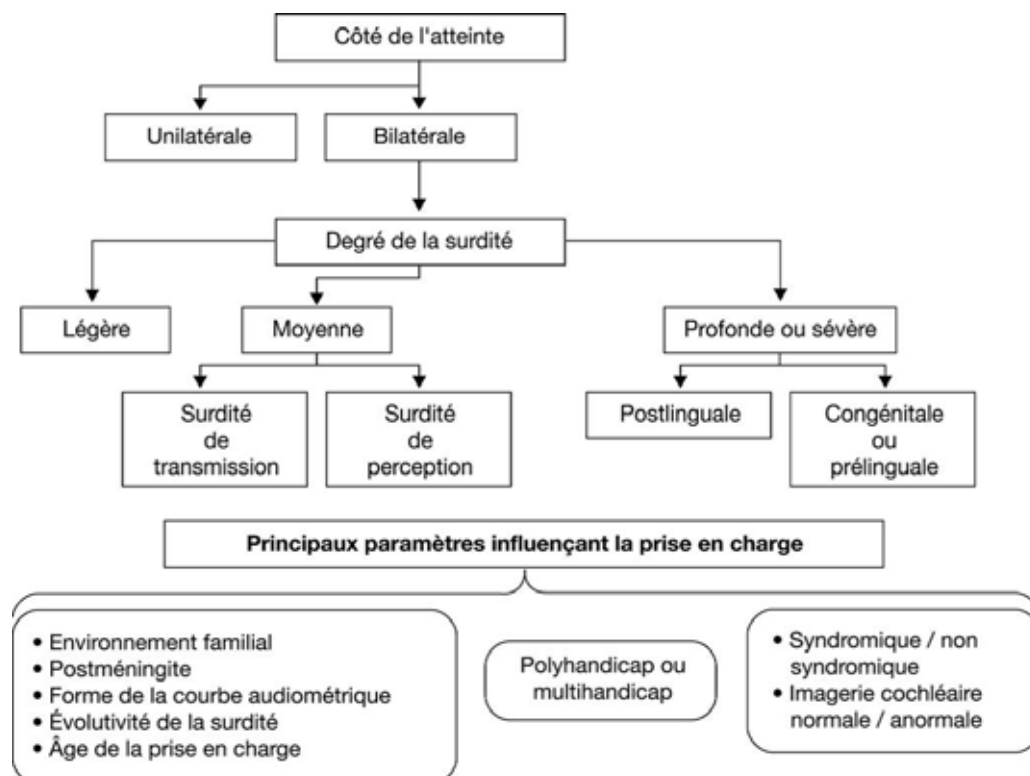 Côté de l'atteinte
Unilatérale
Bilatérale
Degré de la surdité
Légère
Moyenne
Profonde ou sévère
Surdité
de
transmission
Surdité
de
perception
Postlinguale
Congénitale
ou
prélinguale
Principaux paramètres influençant la prise en charge
• Environnement familial
• Postméningite
• Forme de la courbe audiométrique
• Évolutivité de la surdité
• Âge de la prise en charge
Polyhandicap ou
multihandicap
• Syndromique / non
syndromique
• Imagerie cochléaire
normale / anormale